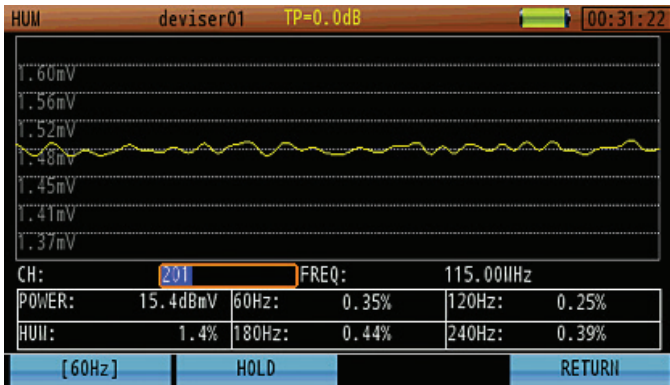 HUM deviser01 TP=0.0dB 00:31:22
1.60mV
1.56mV
1.52mV
1.48mV
1.45mV
1.41mV
1.37mV
CH: 201 FREQ: 115.00MHz
POWER: 15.4dBmV 60Hz: 0.35% 120Hz: 0.25%
HUM: 1.4% 180Hz: 0.44% 240Hz: 0.39%
[60Hz] HOLD RETURN